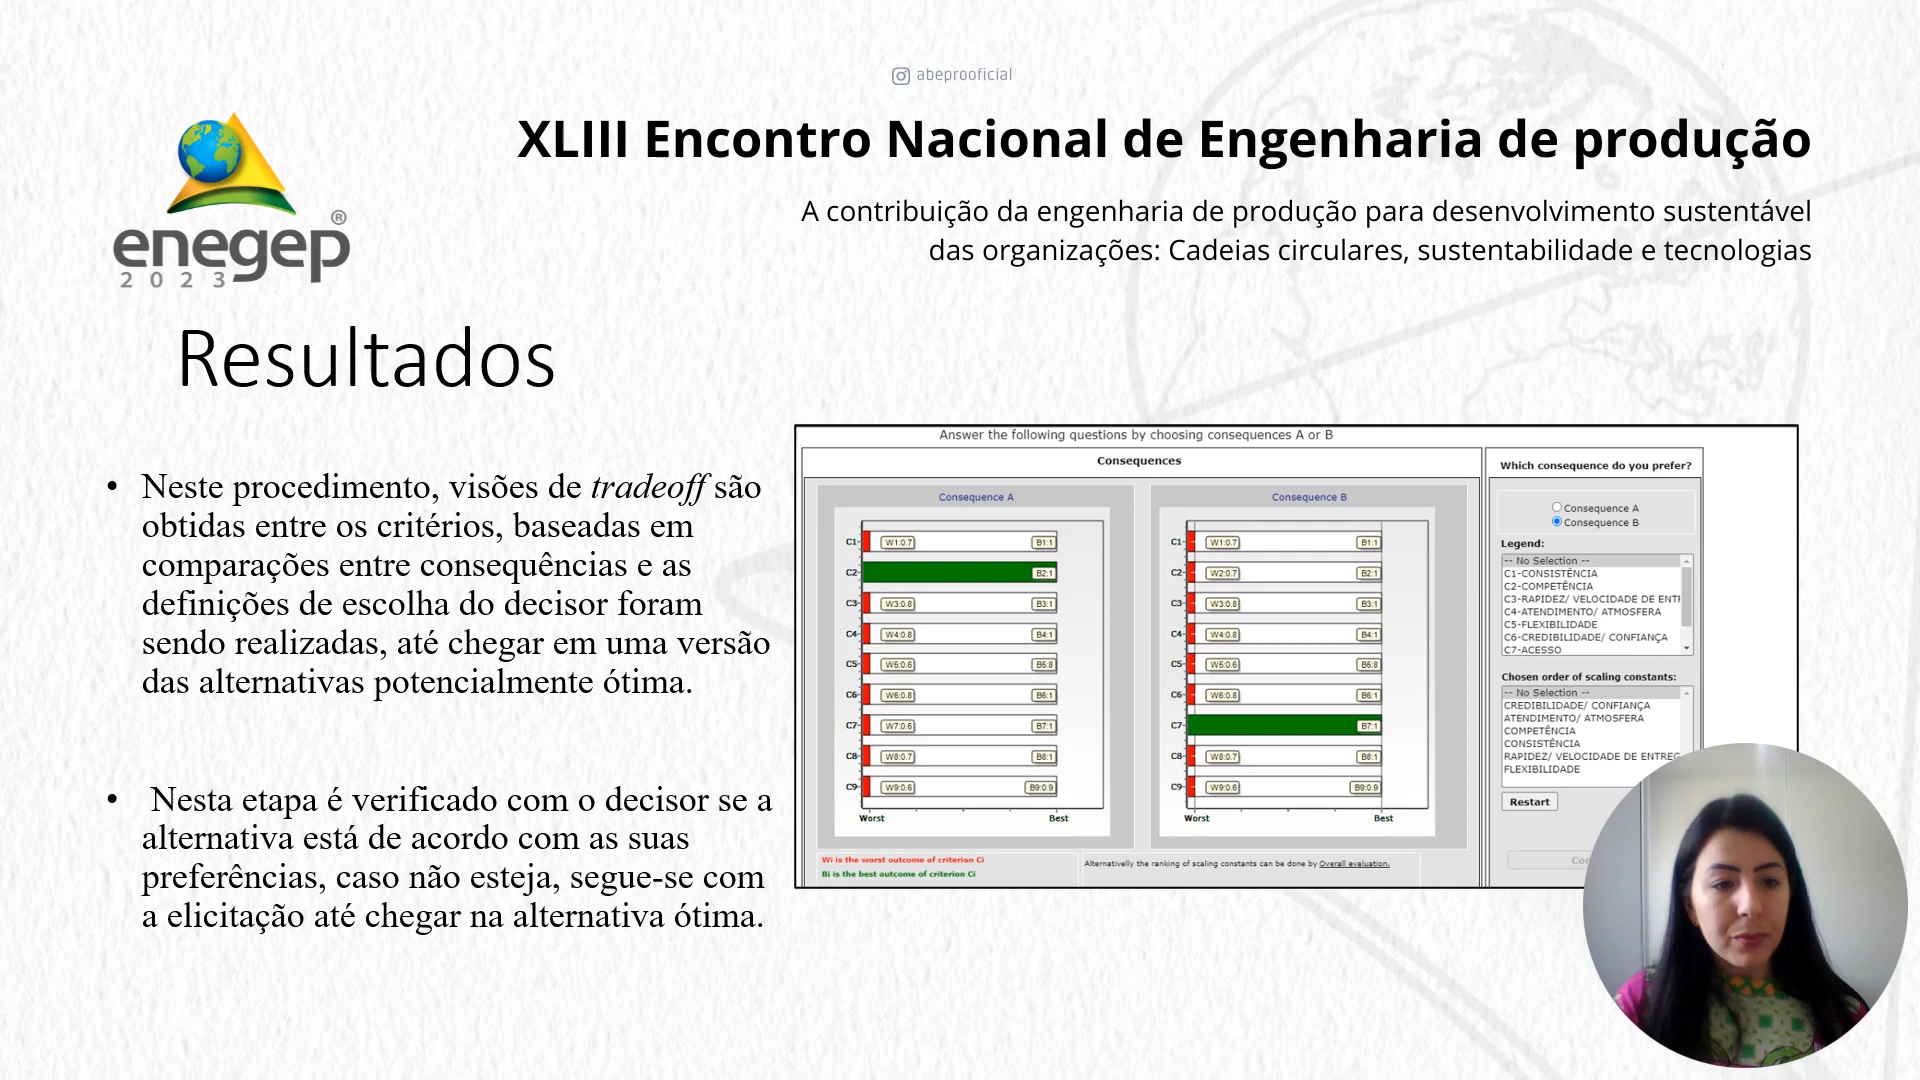 abeprooficial
XLIII Encontro Nacional de Engenharia de produção
A contribuição da engenharia de produção para desenvolvimento sustentável
das organizações: Cadeias circulares, sustentabilidade e tecnologias
enegep®
2023
Resultados
• Neste procedimento, visões de tradeoff são
obtidas entre os critérios, baseadas em
comparações entre consequências e as
definições de escolha do decisor foram
sendo realizadas, até chegar em uma versão
das alternativas potencialmente ótima.
• Nesta etapa é verificado com o decisor se a
alternativa está de acordo com as suas
preferências, caso não esteja, segue-se com
a elicitação até chegar na alternativa ótima.
Answer the following questions by choosing consequences A or B
Consequences
Consequence A
C1 W1:0.7 B1:1
C2 B2:1
C3 W3:0.8 B3:1
C4 W4:0.8 B4:1
C5 W5:0.6 B5:8
C6 W6:0.8 B6:1
C7 W7:0.6 B7:1
C8 W8:0.7 B8:1
C9 W9:0.6 B9:0.9
Worst Best
Consequence B
C1 W1:0.7 B1:1
C2 W2:0.7 B2:1
C3 W3:0.8 B3:1
C4 W4:0.8 B4:1
C5 W5:0.6 B5:8
C6 W6:0.8 B6:1
C7 B7:1
C8 W8:0.7 B8:1
C9 W9:0.6 B9:0.9
Worst Best
Wi is the worst outcome of criterion Ci
Bi is the best outcome of criterion Ci
Alternativelly the ranking of scaling constants can be done by Overall evaluation.
Which consequence do you prefer?
Consequence A
Consequence B
Legend:
-- No Selection --
C1-CONSISTÊNCIA
C2-COMPETÊNCIA
C3-RAPIDEZ/ VELOCIDADE DE ENTR
C4-ATENDIMENTO/ ATMOSFERA
C5-FLEXIBILIDADE
C6-CREDIBILIDADE/ CONFIANÇA
C7-ACESSO
Chosen order of scaling constants:
-- No Selection --
CREDIBILIDADE/ CONFIANÇA
ATENDIMENTO/ ATMOSFERA
COMPETÊNCIA
CONSISTÊNCIA
RAPIDEZ/ VELOCIDADE DE ENTREG
FLEXIBILIDADE
Restart